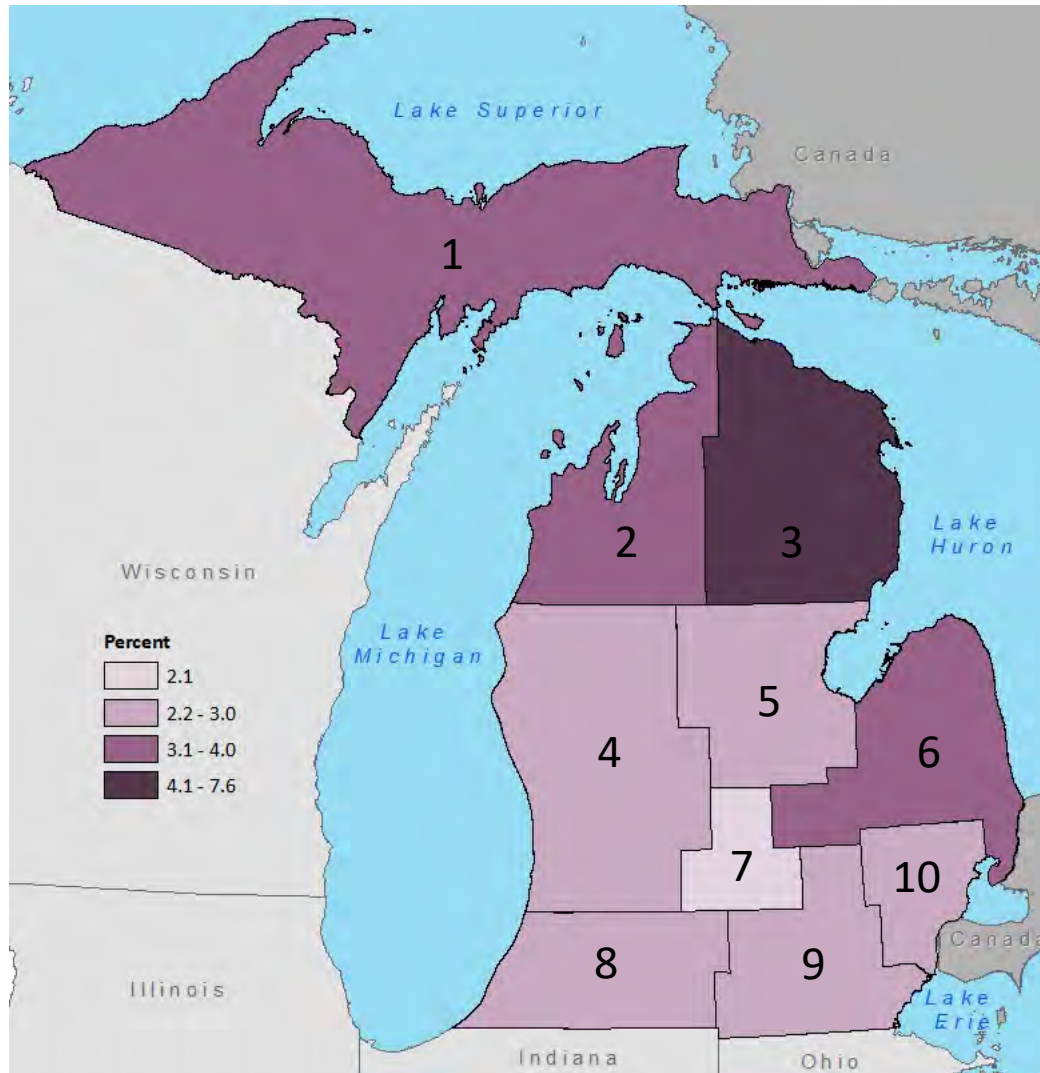 Lake Superior
Canada
1
2
3
Lake
Huron
Wisconsin
Lake
Michigan
Percent
2.1
2.2 - 3.0
3.1 - 4.0
4.1 - 7.6
4
5
6
7
10
Canada
8
9
Illinois
Lake
Erie
Indiana
Ohio